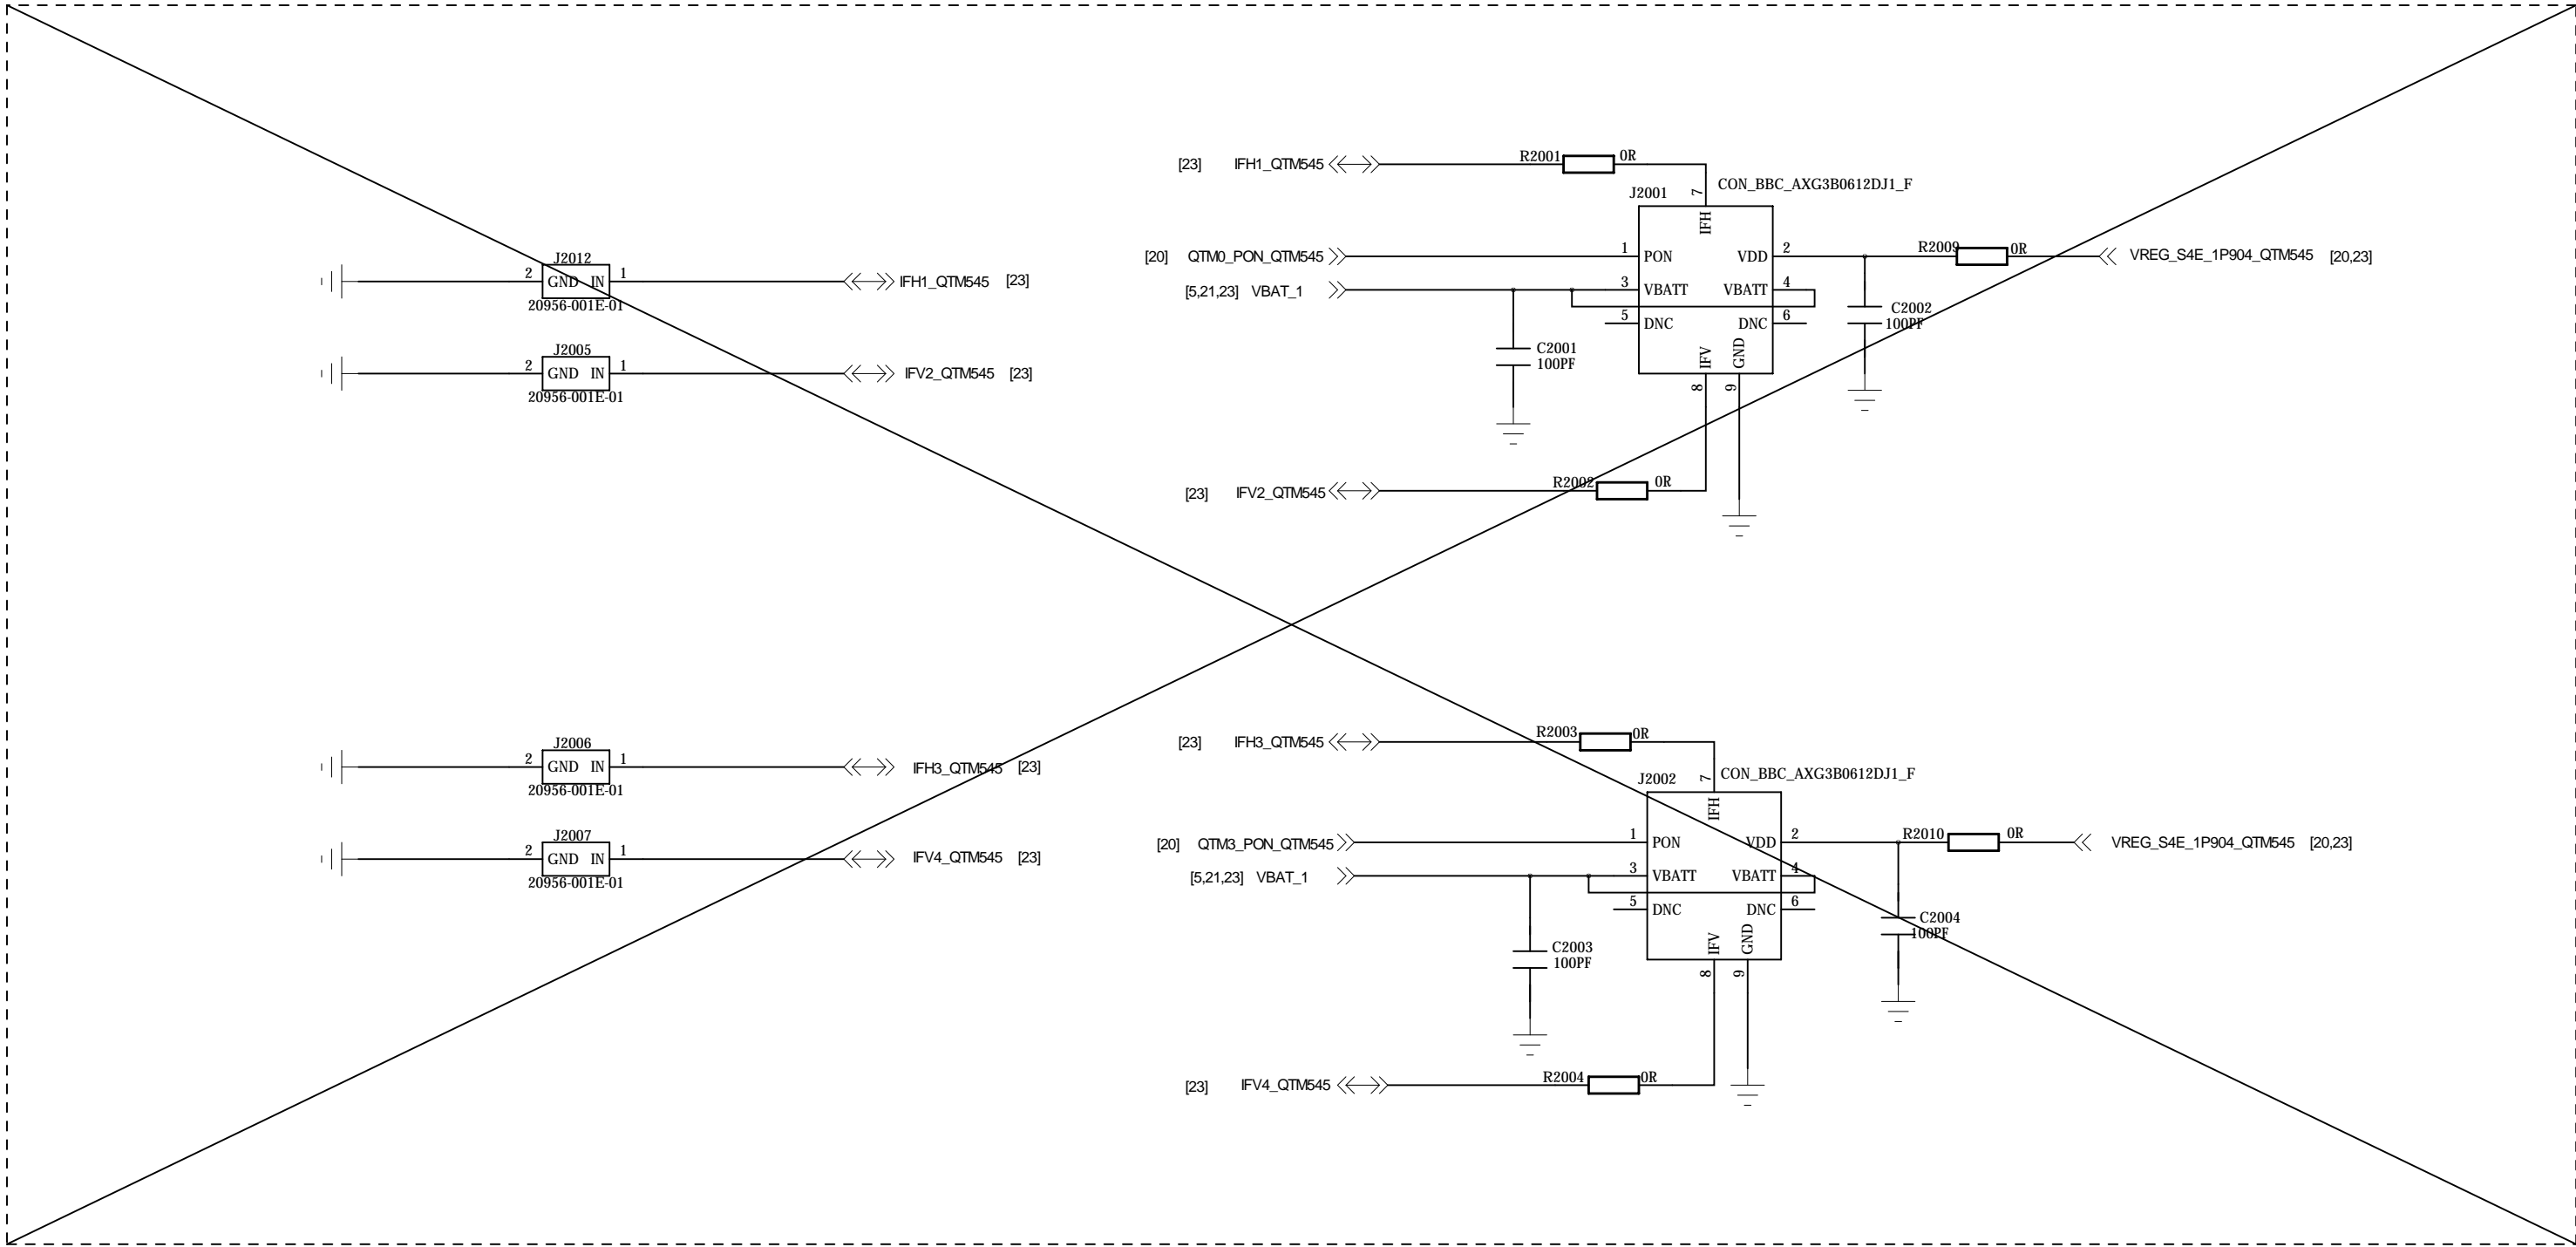 J2012
2 GND IN 1 IFH1_QTM545 [23]
20956-001E-01
J2005
2 GND IN 1 IFV2_QTM545 [23]
20956-001E-01
J2006
2 GND IN 1 IFH3_QTM545 [23]
20956-001E-01
J2007
2 GND IN 1 IFV4_QTM545 [23]
20956-001E-01
[23] IFH1_QTM545 R2001 0R
J2001 7 CON_BBC_AXG3B0612DJ1_F
IFH
[20] QTM0_PON_QTM545 1 PON VDD 2 R2009 0R VREG_S4E_1P904_QTM545 [20,23]
[5,21,23] VBAT_1 3 VBATT VBATT 4
C2002
5 DNC DNC 6 100PF
C2001 IFV GND
100PF
8 9
[23] IFV2_QTM545 R2002 0R
[23] IFH3_QTM545 R2003 0R
J2002 7 CON_BBC_AXG3B0612DJ1_F
IFH
[20] QTM3_PON_QTM545 1 PON VDD 2 R2010 0R VREG_S4E_1P904_QTM545 [20,23]
[5,21,23] VBAT_1 3 VBATT VBATT 4
5 DNC DNC 6
C2004
100PF
C2003 IFV GND
100PF
8 9
[23] IFV4_QTM545 R2004 0R